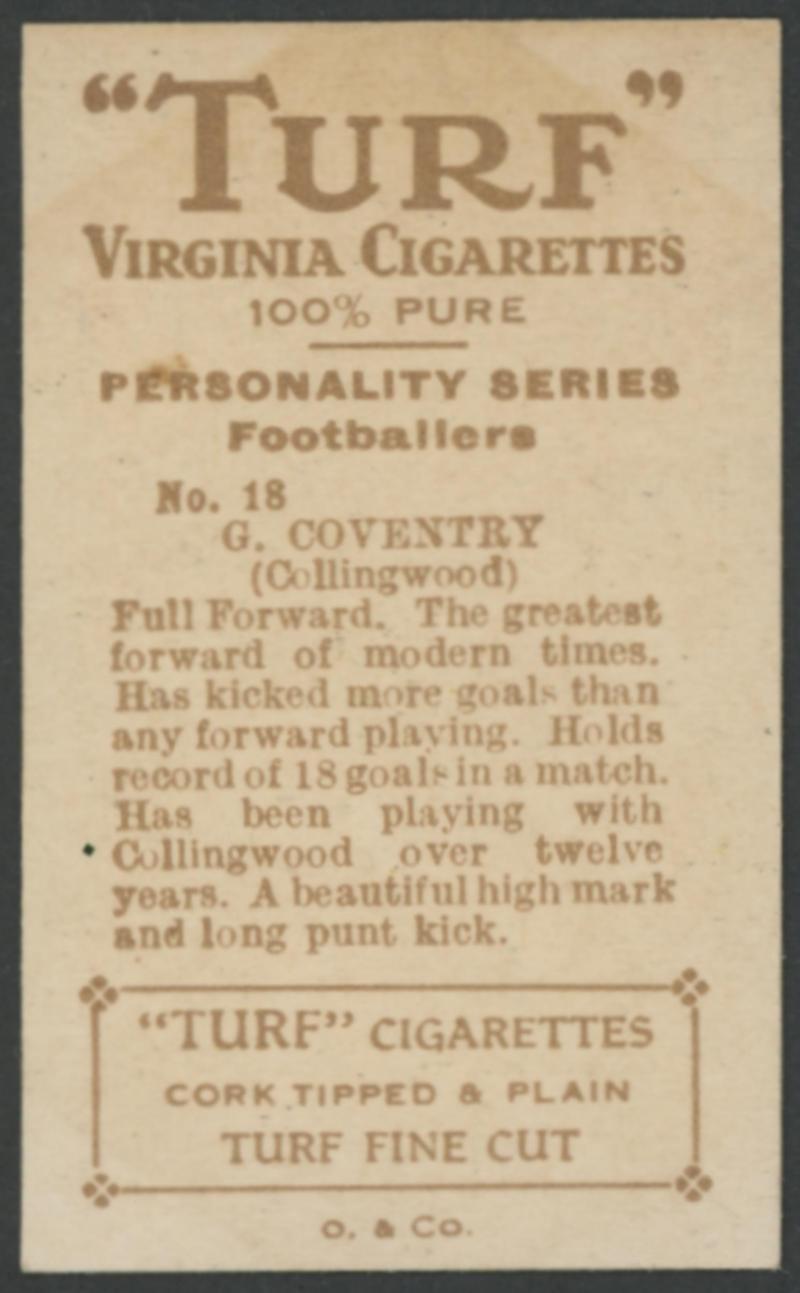 “TURF”
VIRGINIA CIGARETTES
100% PURE
PERSONALITY SERIES
Footballers
No. 18
G. COVENTRY
(Collingwood)
Full Forward. The greatest
forward of modern times.
Has kicked more goals than
any forward playing. Holds
record of 18 goals in a match.
Has been playing with
Collingwood over twelve
years. A beautiful high mark
and long punt kick.
“TURF” CIGARETTES
CORK TIPPED & PLAIN
TURF FINE CUT
O. & Co.